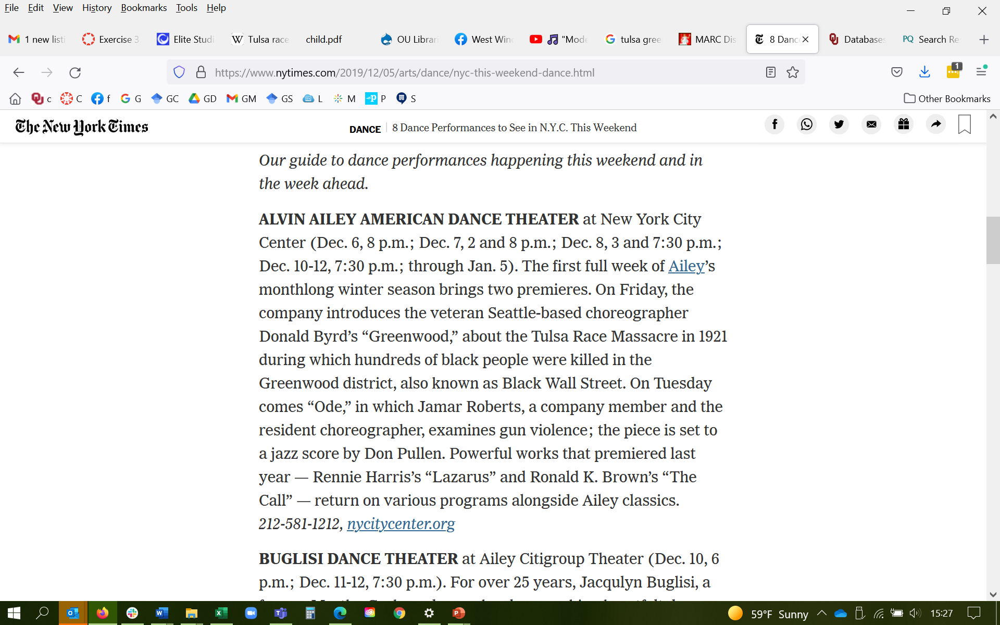 File Edit View History Bookmarks Tools Help
1 new listi Exercise 3 Elite Studi Tulsa race child.pdf OU Librari West Win "Mode tulsa gree MARC Dis 8 Danc Databases Search Re
https://www.nytimes.com/2019/12/05/arts/dance/nyc-this-weekend-dance.html 1
c C f G GC GD GM GS L M P S Other Bookmarks
The New York Times DANCE 8 Dance Performances to See in N.Y.C. This Weekend
Our guide to dance performances happening this weekend and in
the week ahead.
ALVIN AILEY AMERICAN DANCE THEATER at New York City
Center (Dec. 6, 8 p.m.; Dec. 7, 2 and 8 p.m.; Dec. 8, 3 and 7:30 p.m.;
Dec. 10-12, 7:30 p.m.; through Jan. 5). The first full week of Ailey’s
monthlong winter season brings two premieres. On Friday, the
company introduces the veteran Seattle-based choreographer
Donald Byrd’s “Greenwood,” about the Tulsa Race Massacre in 1921
during which hundreds of black people were killed in the
Greenwood district, also known as Black Wall Street. On Tuesday
comes “Ode,” in which Jamar Roberts, a company member and the
resident choreographer, examines gun violence; the piece is set to
a jazz score by Don Pullen. Powerful works that premiered last
year — Rennie Harris’s “Lazarus” and Ronald K. Brown’s “The
Call” — return on various programs alongside Ailey classics.
212-581-1212, nycitycenter.org
BUGLISI DANCE THEATER at Ailey Citigroup Theater (Dec. 10, 6
p.m.; Dec. 11-12, 7:30 p.m.). For over 25 years, Jacqulyn Buglisi, a
59°F Sunny 15:27